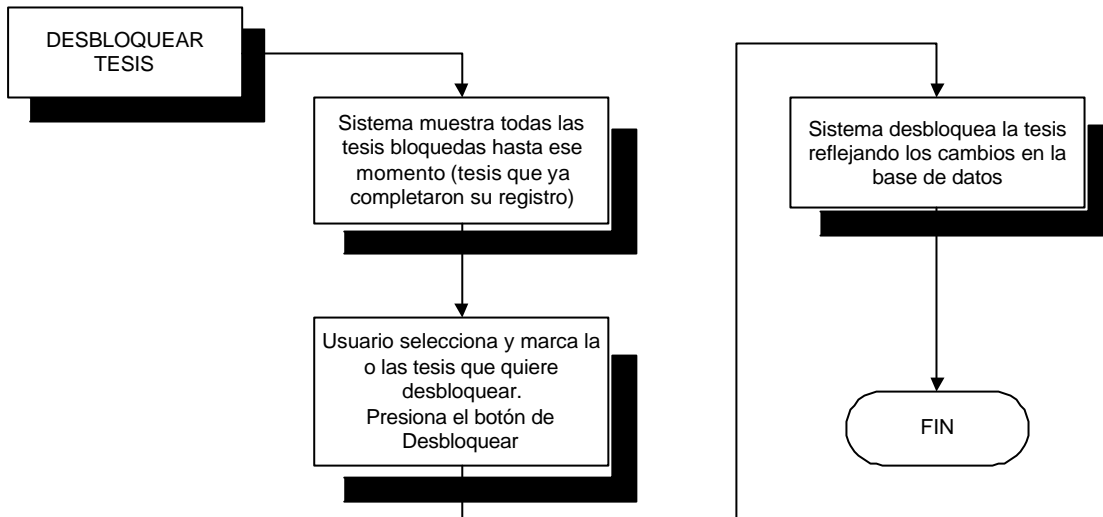 DESBLOQUEAR
TESIS
Sistema muestra todas las
tesis bloquedas hasta ese
momento (tesis que ya
completaron su registro)
Usuario selecciona y marca la
o las tesis que quiere
desbloquear.
Presiona el botón de
Desbloquear
Sistema desbloquea la tesis
reflejando los cambios en la
base de datos
FIN